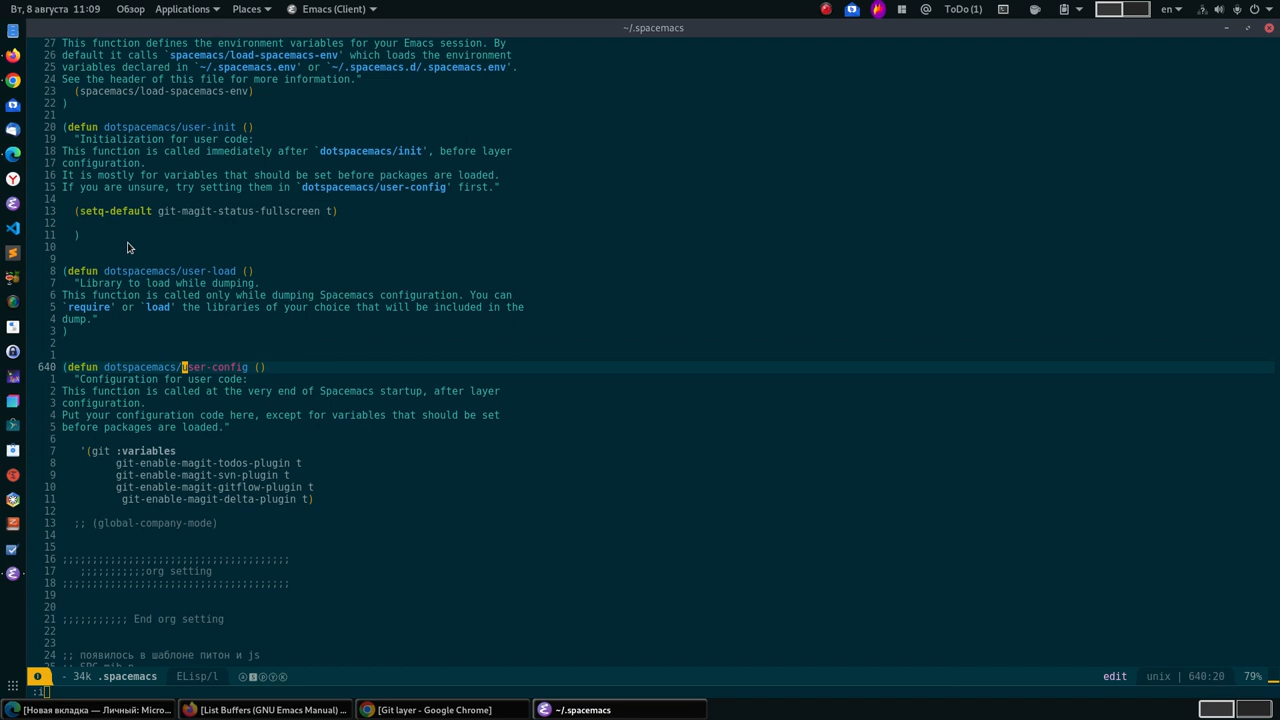 Вт, 8 августа 11:09 Обзор Applications Places Emacs (Client) ToDo(1) en
~/.spacemacs
27 This function defines the environment variables for your Emacs session. By
26 default it calls `spacemacs/load-spacemacs-env' which loads the environment
25 variables declared in `~/.spacemacs.env' or `~/.spacemacs.d/.spacemacs.env'.
24 See the header of this file for more information."
23 (spacemacs/load-spacemacs-env)
22 )
21
20 (defun dotspacemacs/user-init ()
19 "Initialization for user code:
18 This function is called immediately after `dotspacemacs/init', before layer
17 configuration.
16 It is mostly for variables that should be set before packages are loaded.
15 If you are unsure, try setting them in `dotspacemacs/user-config' first."
14
13 (setq-default git-magit-status-fullscreen t)
12
11 )
10
9
8 (defun dotspacemacs/user-load ()
7 "Library to load while dumping.
6 This function is called only while dumping Spacemacs configuration. You can
5 `require' or `load' the libraries of your choice that will be included in the
4 dump."
3 )
2
1
640 (defun dotspacemacs/user-config ()
1 "Configuration for user code:
2 This function is called at the very end of Spacemacs startup, after layer
3 configuration.
4 Put your configuration code here, except for variables that should be set
5 before packages are loaded."
6
7 '(git :variables
8 git-enable-magit-todos-plugin t
9 git-enable-magit-svn-plugin t
10 git-enable-magit-gitflow-plugin t
11 git-enable-magit-delta-plugin t)
12
13 ;; (global-company-mode)
14
15
16 ;;;;;;;;;;;;;;;;;;;;;;;;;;;;;;;;;;;;;;
17 ;;;;;;;;;;;org setting
18 ;;;;;;;;;;;;;;;;;;;;;;;;;;;;;;;;;;;;;;
19
20
21 ;;;;;;;;;;; End org setting
22
23
24 ;; появилось в шаблоне питон и js
- 34k .spacemacs ELisp/l edit unix | 640:20 79%
:i
[Новая вкладка — Личный: Micro... [List Buffers (GNU Emacs Manual) ... [Git layer - Google Chrome] ~/.spacemacs